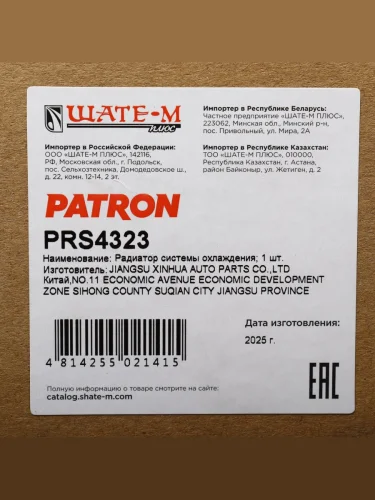 ШАТЕ-М
ПЛЮС
Импортер в Российской Федерации:
ООО «ШАТЕ-М ПЛЮС», 142116,
РФ, Московская обл., г. Подольск,
пос. Сельхозтехника, Домодедовское ш.,
д. 22, комн. 12-14, 2 эт.
Импортер в Республике Беларусь:
Частное предприятие «ШАТЕ-М ПЛЮС»,
223062, Минская обл., Минский р-н,
пос. Привольный, ул. Мира, 2А
Импортер в Республике Казахстан:
ТОО «ШАТЕ-М ПЛЮС», 010000,
Республика Казахстан, г. Астана,
район Байконыр, ул. Жетиген, д. 2
PATRON
PRS4323
Наименование: Радиатор системы охлаждения; 1 шт.
Изготовитель: JIANGSU XINHUA AUTO PARTS CO.,LTD
Китай,NO.11 ECONOMIC AVENUE ECONOMIC DEVELOPMENT
ZONE SIHONG COUNTY SUQIAN CITY JIANGSU PROVINCE
Дата изготовления:
2025 г.
4 814255 021415
Полную информацию о товаре смотрите на сайте
catalog.shate-m.com
EAC